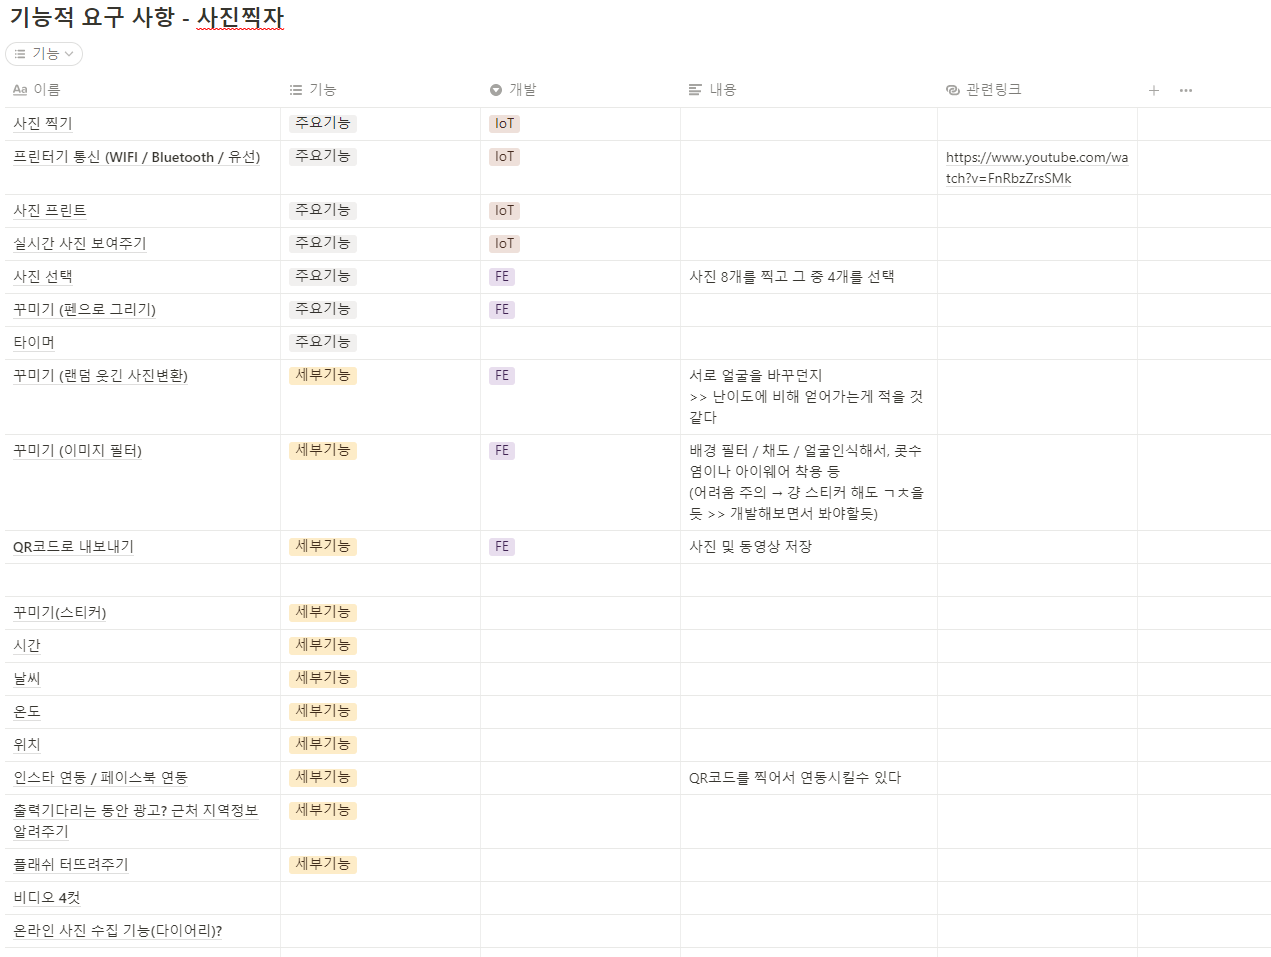 기능적 요구 사항 - 사진찍자
기능
Aa 이름 기능 개발 내용 관련링크
사진 찍기 주요기능 IoT
프린터기 통신 (WIFI / Bluetooth / 유선) 주요기능 IoT https://www.youtube.com/wa
tch?v=FnRbzZrsSMk
사진 프린트 주요기능 IoT
실시간 사진 보여주기 주요기능 IoT
사진 선택 주요기능 FE 사진 8개를 찍고 그 중 4개를 선택
꾸미기 (펜으로 그리기) 주요기능 FE
타이머 주요기능
꾸미기 (랜덤 웃긴 사진변환) 세부기능 FE 서로 얼굴을 바꾸던지
>> 난이도에 비해 얻어가는게 적을 것
같다
꾸미기 (이미지 필터) 세부기능 FE 배경 필터 / 채도 / 얼굴인식해서, 콧수
염이나 아이웨어 착용 등
(어려움 주의 → 걍 스티커 해도 ㄱㅊ을
듯 >> 개발해보면서 봐야할듯)
QR코드로 내보내기 세부기능 FE 사진 및 동영상 저장
꾸미기(스티커) 세부기능
시간 세부기능
날씨 세부기능
온도 세부기능
위치 세부기능
인스타 연동 / 페이스북 연동 세부기능 QR코드를 찍어서 연동시킬수 있다
출력기다리는 동안 광고? 근처 지역정보 세부기능
알려주기
플래쉬 터뜨려주기 세부기능
비디오 4컷
온라인 사진 수집 기능(다이어리)?